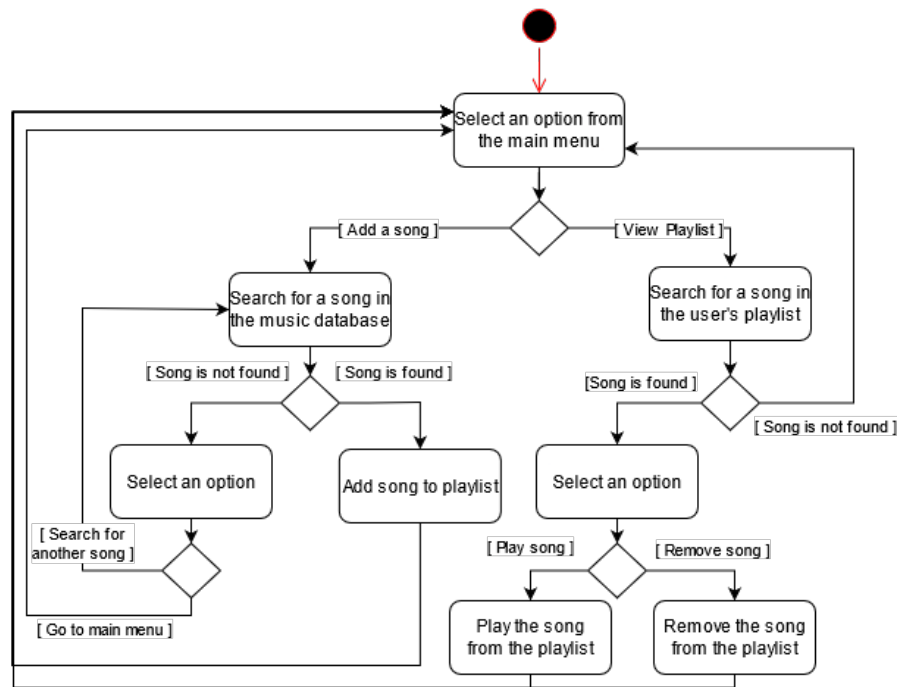 Select an option from
the main menu
[ Add a song ]
[ View Playlist ]
Search for a song in
the music database
Search for a song in
the user's playlist
[ Song is not found ]
[ Song is found ]
[Song is found ]
[ Song is not found ]
Select an option
Add song to playlist
Select an option
[ Search for
another song ]
[ Play song ]
[ Remove song ]
[ Go to main menu ]
Play the song
from the playlist
Remove the song
from the playlist